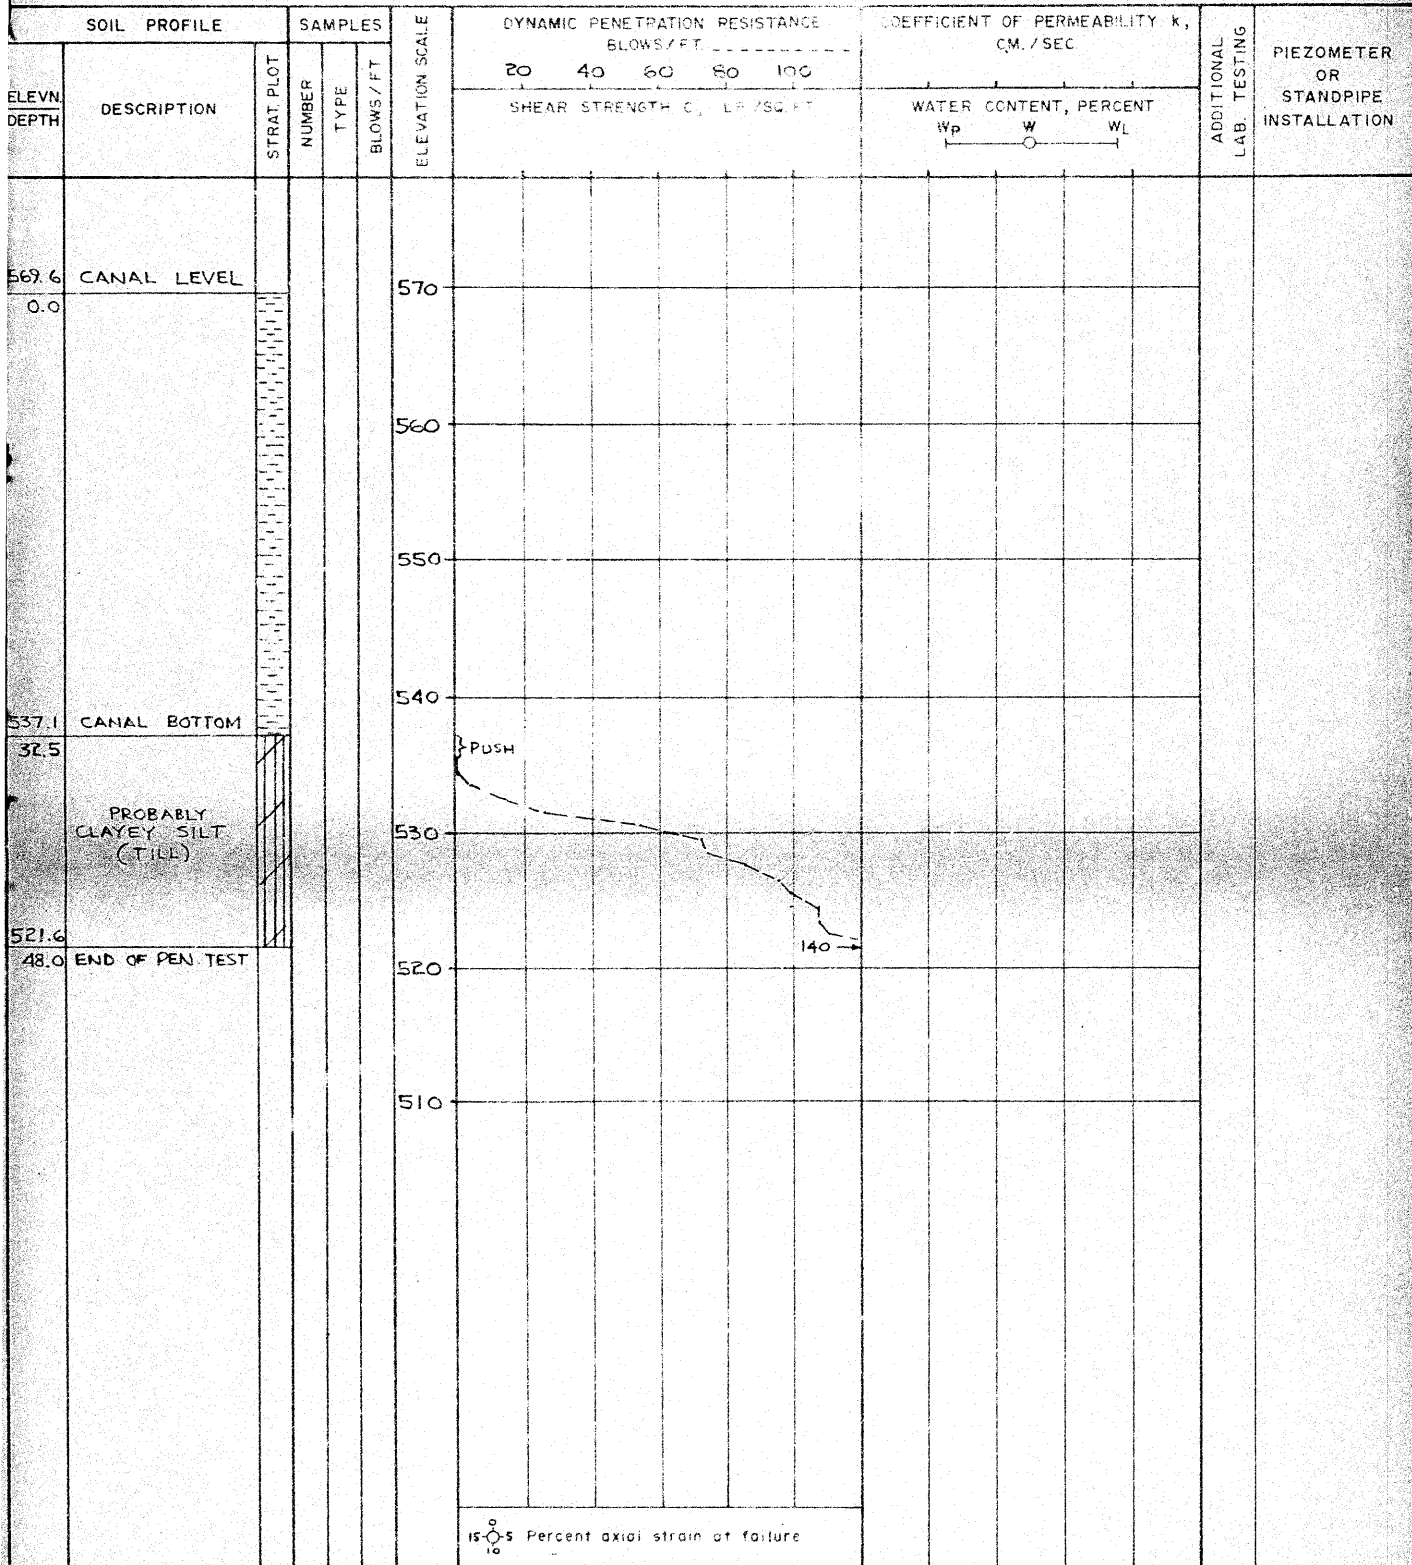 SOIL PROFILE
SAMPLES
ELEVATION SCALE
DYNAMIC PENETRATION RESISTANCE
BLOWS/FT.
20 40 60 80 100
SHEAR STRENGTH C, LB/SQ.FT.
COEFFICIENT OF PERMEABILITY k,
CM./SEC.
WATER CONTENT, PERCENT
Wp W WL
ADDITIONAL
LAB. TESTING
PIEZOMETER
OR
STANDPIPE
INSTALLATION
ELEVN.
DEPTH
DESCRIPTION
STRAT. PLOT
NUMBER
TYPE
BLOWS/FT
569.6 CANAL LEVEL
0.0
570
560
550
540
537.1 CANAL BOTTOM
32.5
PUSH
PROBABLY
CLAYEY SILT
(TILL)
530
521.6
140
48.0 END OF PEN. TEST
520
510
0
15 5 Percent axial strain at failure
10